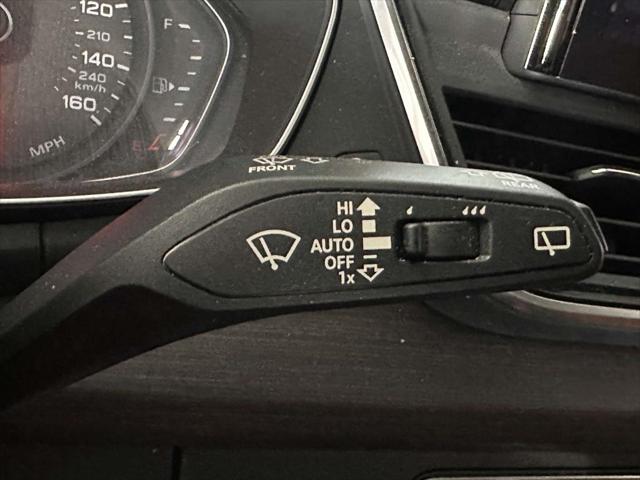 120
210
140
240
km/h
160
MPH
F
E
FRONT
REAR
HI
LO
AUTO
OFF
1x